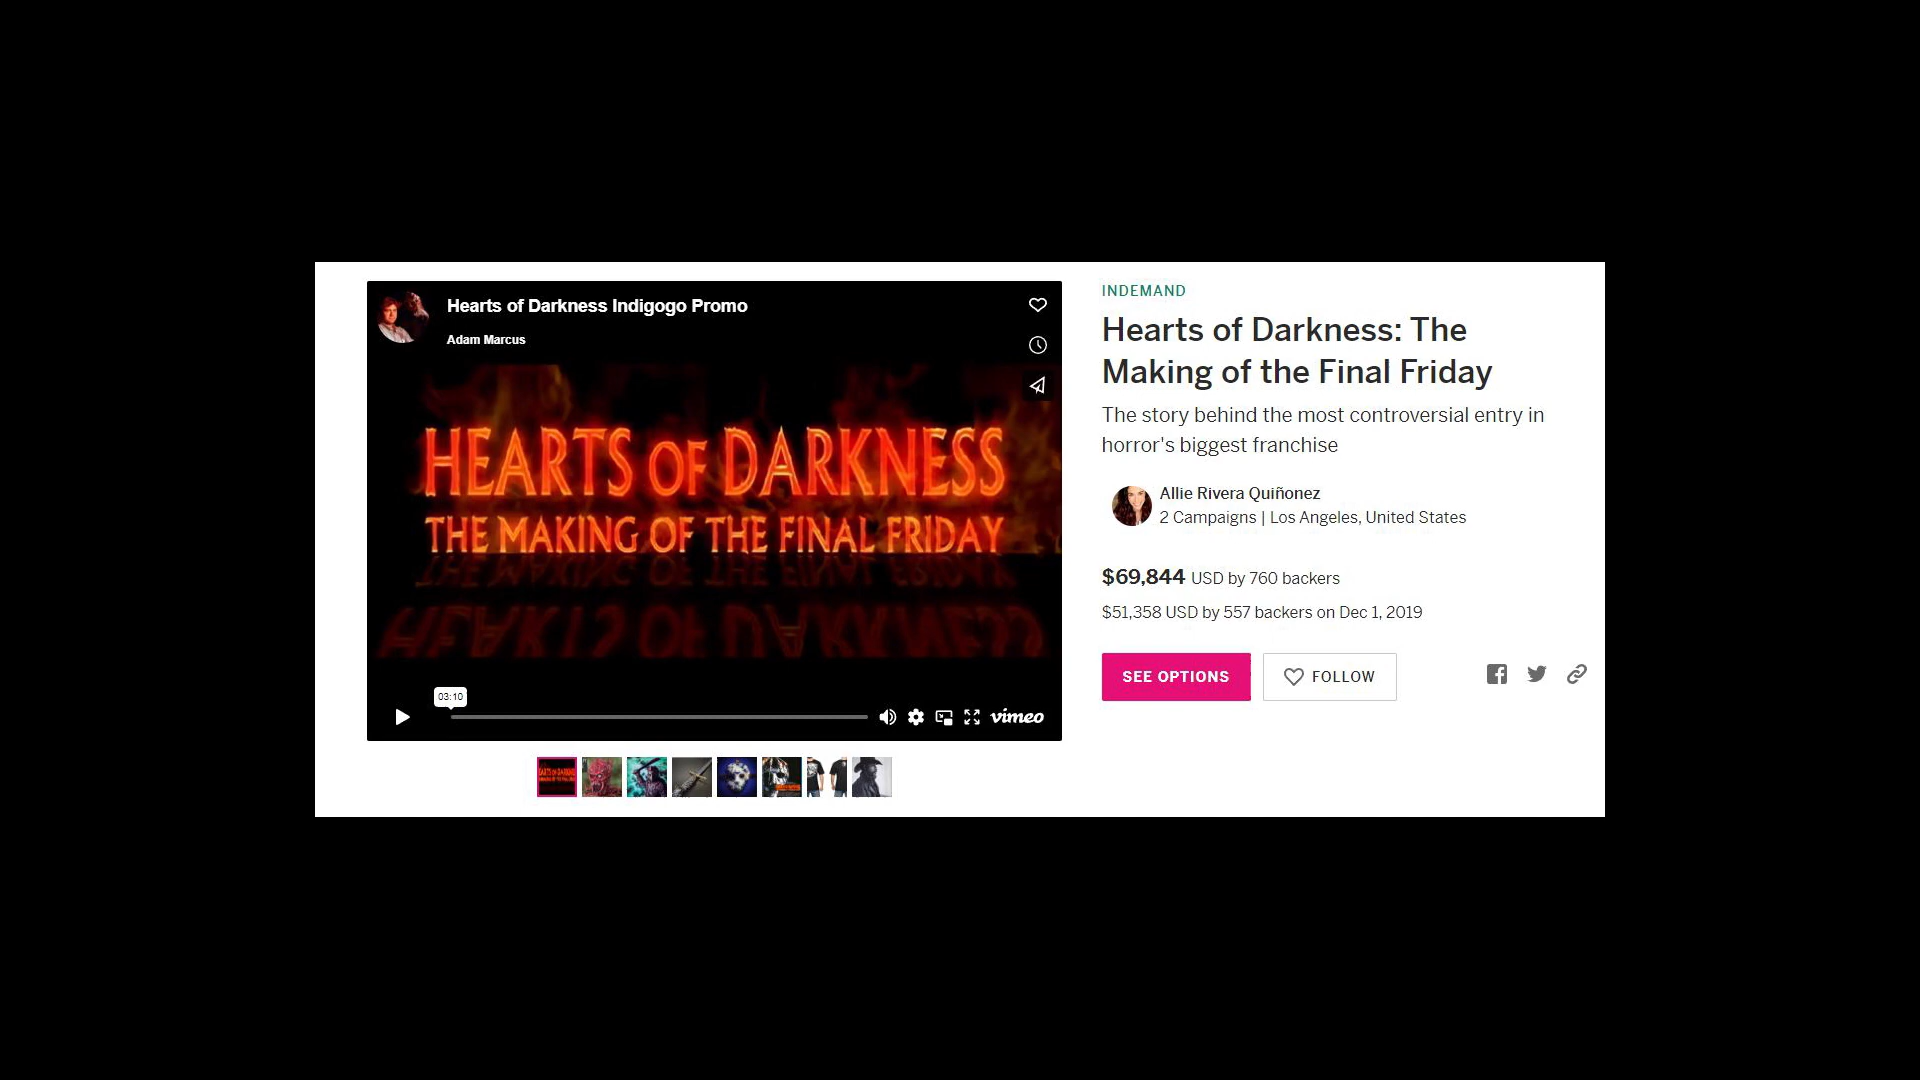 Hearts of Darkness Indigogo Promo
Adam Marcus
HEARTS OF DARKNESS
THE MAKING OF THE FINAL FRIDAY
03:10
vimeo
INDEMAND
Hearts of Darkness: The
Making of the Final Friday
The story behind the most controversial entry in
horror's biggest franchise
Allie Rivera Quiñonez
2 Campaigns | Los Angeles, United States
$69,844 USD by 760 backers
$51,358 USD by 557 backers on Dec 1, 2019
SEE OPTIONS
FOLLOW